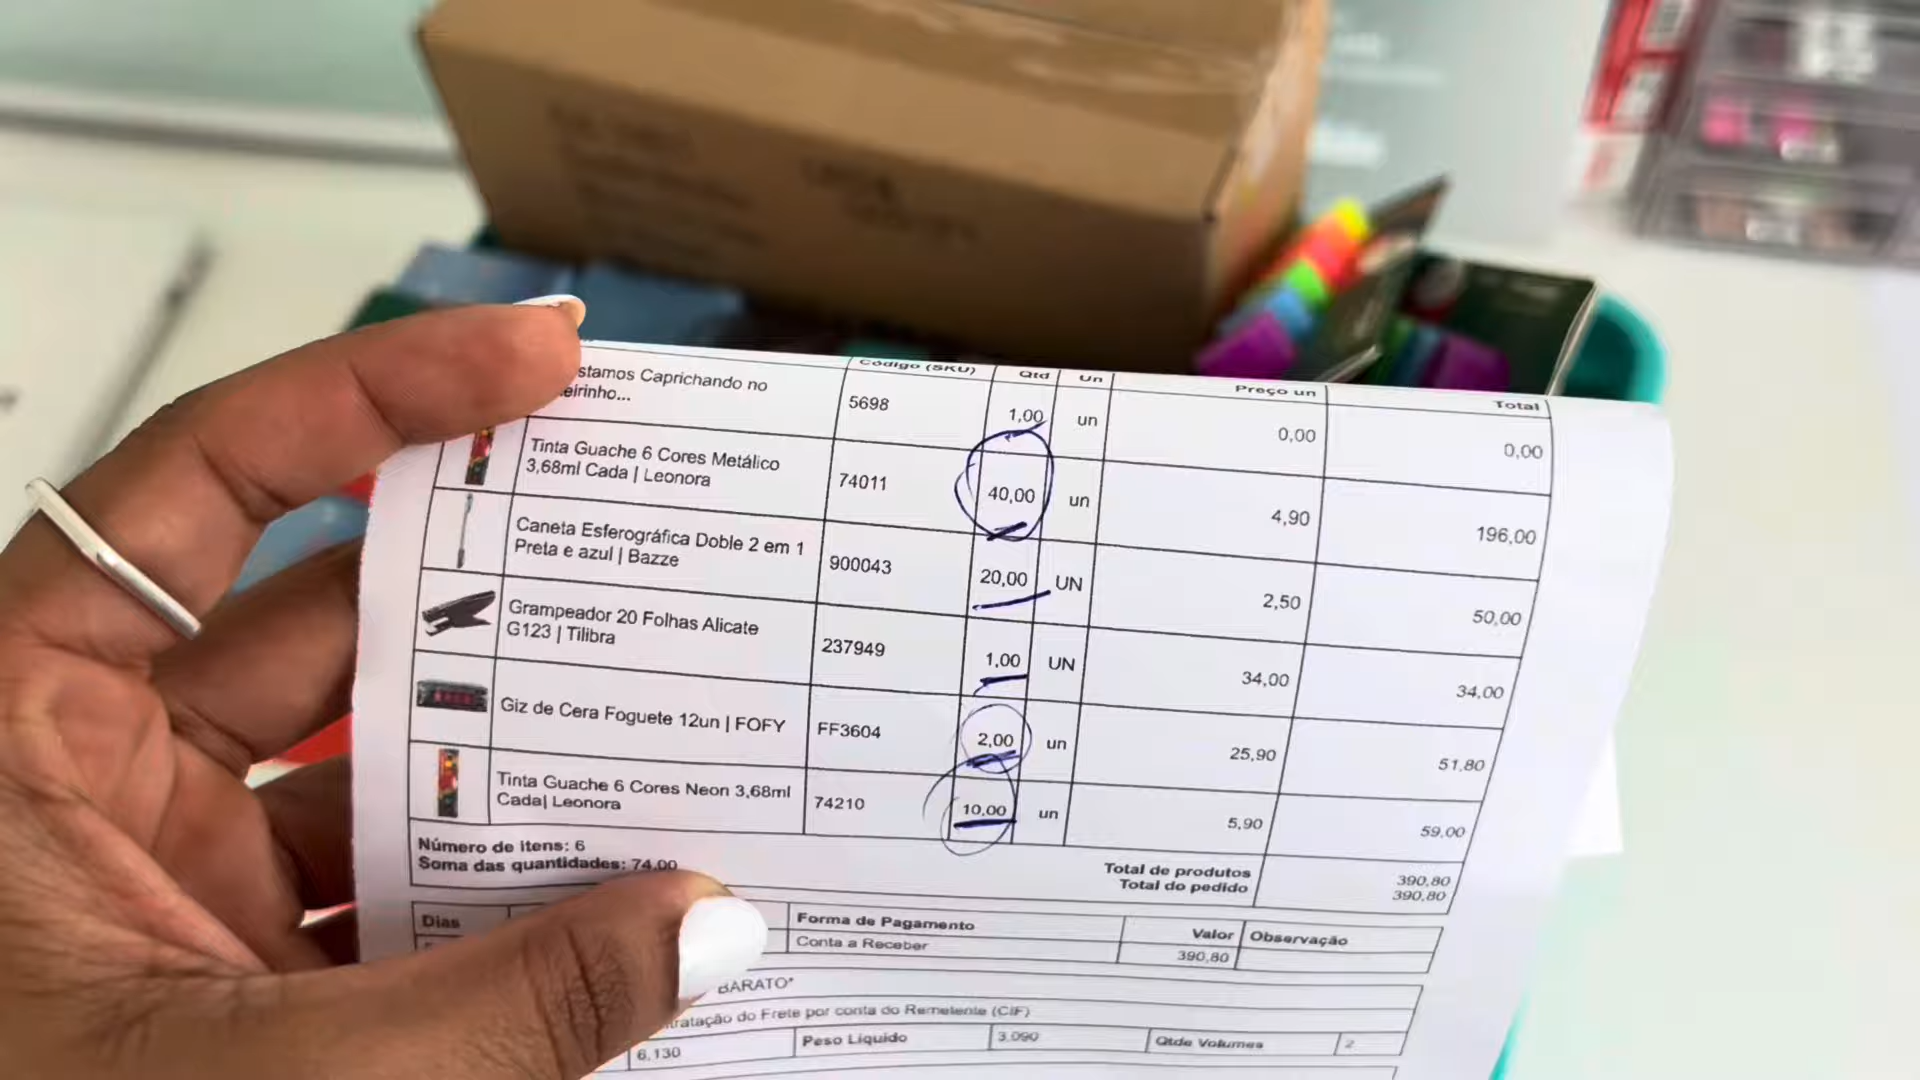 Código (SKU) Qtd Un Preço un Total
stamos Caprichando no
eirinho... 5698 1,00 un 0,00 0,00
Tinta Guache 6 Cores Metálico
3,68ml Cada | Leonora 74011 40,00 un 4,90 196,00
Caneta Esferográfica Doble 2 em 1
Preta e azul | Bazze 900043 20,00 UN 2,50 50,00
Grampeador 20 Folhas Alicate
G123 | Tilibra 237949 1,00 UN 34,00 34,00
Giz de Cera Foguete 12un | FOFY FF3604 2,00 un 25,90 51,80
Tinta Guache 6 Cores Neon 3,68ml
Cada| Leonora 74210 10,00 un 5,90 59,00
Número de itens: 6
Soma das quantidades: 74,00
Total de produtos 390,80
Total do pedido 390,80
Dias Forma de Pagamento Valor Observação
Conta a Receber 390,80
BARATO*
tratação do Frete por conta do Remetente (CIF)
6,130 Peso Líquido 3,090 Qtde Volumes 2